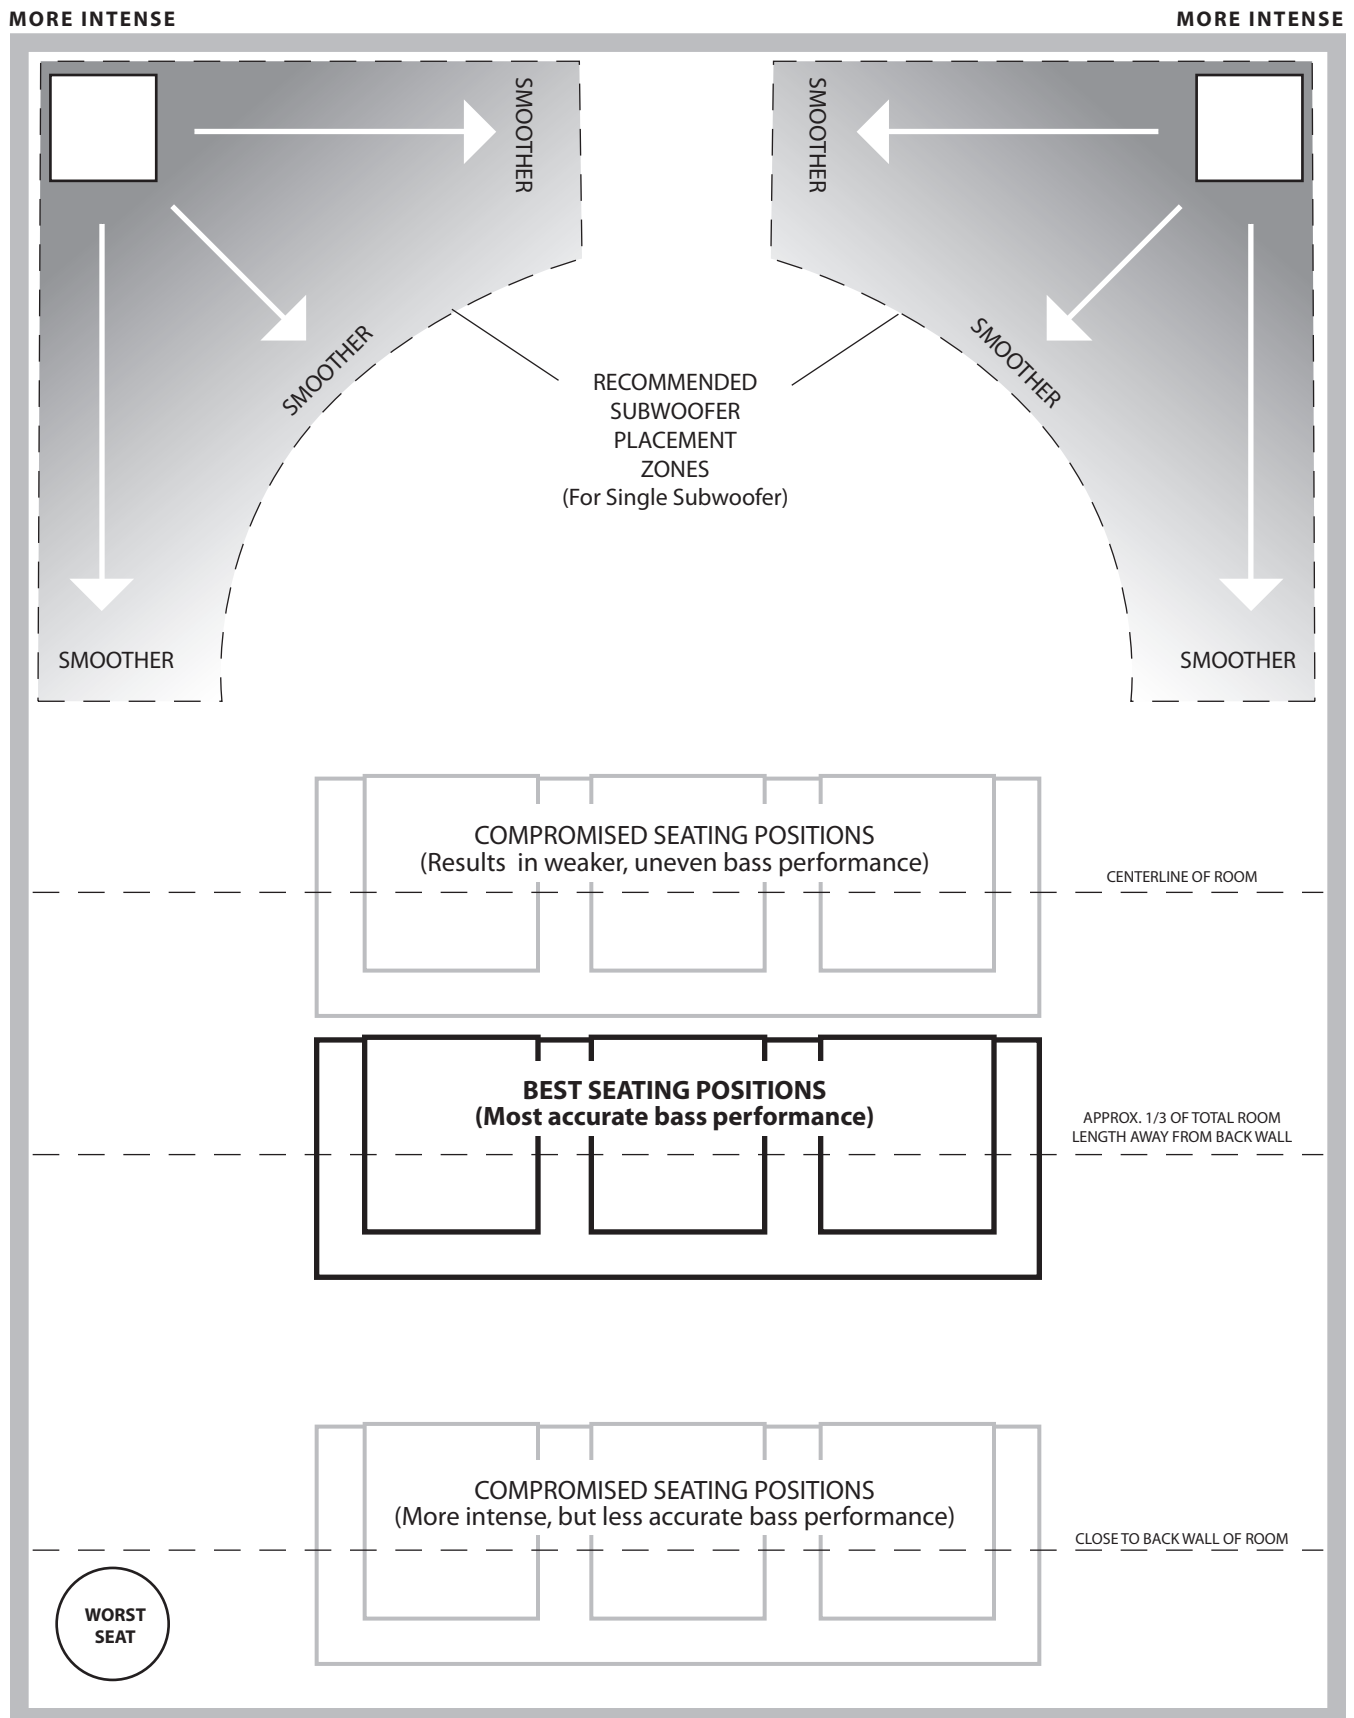 MORE INTENSE
MORE INTENSE
SMOOTHER
SMOOTHER
SMOOTHER
SMOOTHER
RECOMMENDED
SUBWOOFER
PLACEMENT
ZONES
(For Single Subwoofer)
SMOOTHER
SMOOTHER
COMPROMISED SEATING POSITIONS
(Results in weaker, uneven bass performance)
CENTERLINE OF ROOM
BEST SEATING POSITIONS
(Most accurate bass performance)
APPROX. 1/3 OF TOTAL ROOM
LENGTH AWAY FROM BACK WALL
COMPROMISED SEATING POSITIONS
(More intense, but less accurate bass performance)
CLOSE TO BACK WALL OF ROOM
WORST
SEAT